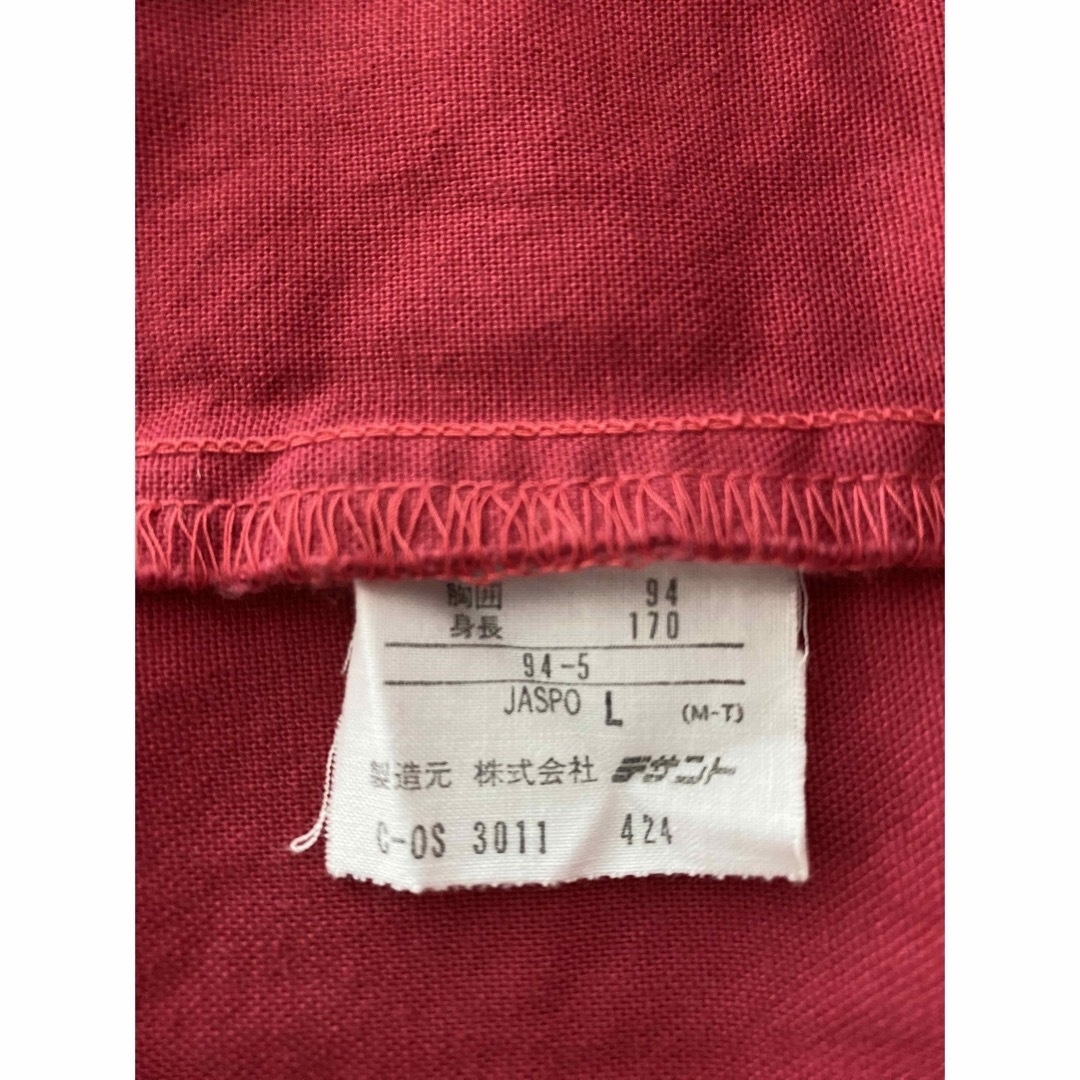 胸囲 94
身長 170
94-5
JASPO L (M-T)
製造元 株式会社 デサント
C-OS 3011 424